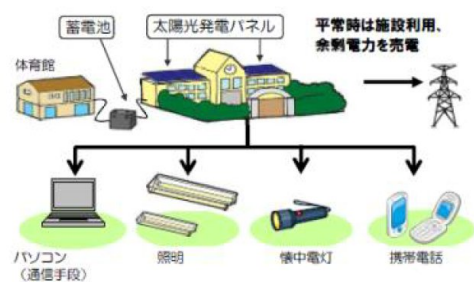 蓄電池
太陽光発電パネル
平常時は施設利用、
余剰電力を売電
体育館
パソコン
(通信手段)
照明
懐中電灯
携帯電話